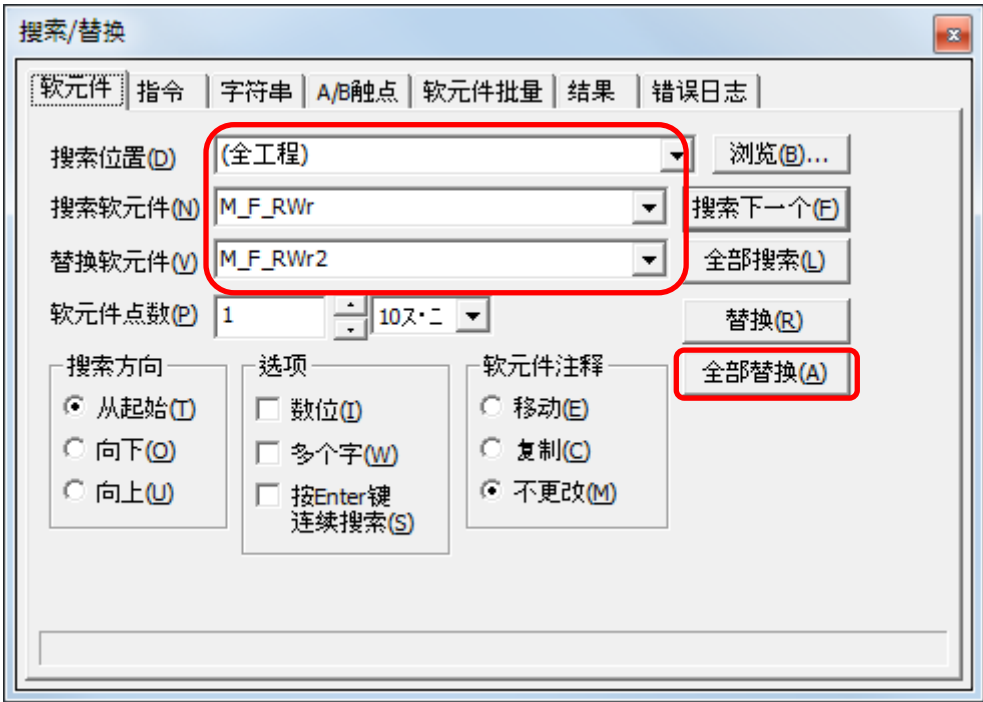 搜索/替换
软元件 指令 字符串 A/B触点 软元件批量 结果 错误日志
搜索位置(D) (全工程) 浏览(B)...
搜索软元件(N) M_F_RWr 搜索下一个(F)
替换软元件(V) M_F_RWr2 全部搜索(L)
软元件点数(P) 1 10ヌ・ニ 替换(R)
全部替换(A)
搜索方向 选项 软元件注释
从起始(T) 数位(I) 移动(E)
向下(O) 多个字(W) 复制(C)
向上(U) 按Enter键 不更改(M)
连续搜索(S)